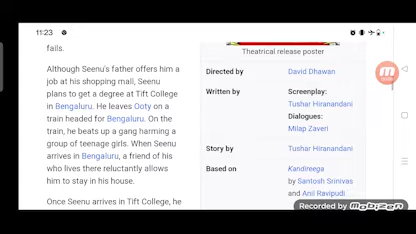 11:23
fails.
Although Seenu's father offers him a
job at his shopping mall, Seenu
plans to get a degree at Tift College
in Bengaluru. He leaves Ooty on
a train headed for Bengaluru. On
the train, he beats up a gang harming a
group of teenage girls. When Seenu
arrives in Bengaluru, a friend of his
who lives there reluctantly allows
him to stay in his house.
Once Seenu arrives in Tift College, he
Theatrical release poster
Directed by David Dhawan
Written by Screenplay:
Tushar Hiranandani
Dialogues:
Milap Zaveri
Story by Tushar Hiranandani
Based on Kandireega
by Santosh Srinivas
and Anil Ravipudi
Recorded by Mobizen